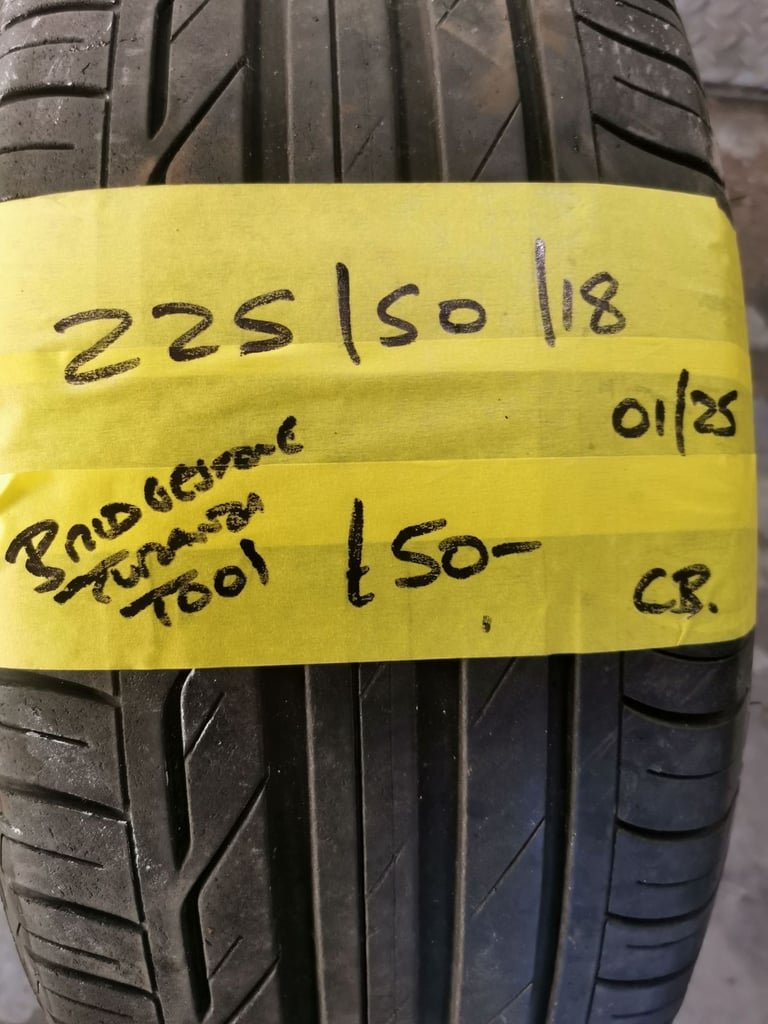 225/50/18
01/25
BRIDGESTONE
TURANZA
T001
£50-
CB.